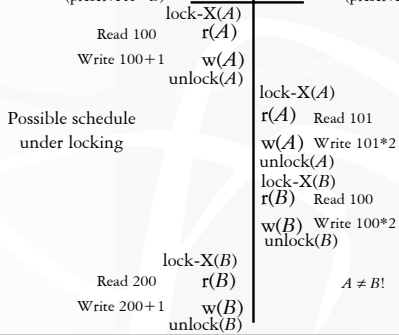 lock-X(A)
Read 100 r(A)
Write 100+1 w(A)
unlock(A)
lock-X(A)
Possible schedule r(A) Read 101
under locking w(A) Write 101*2
unlock(A)
lock-X(B)
r(B) Read 100
w(B) Write 100*2
unlock(B)
lock-X(B)
Read 200 r(B) A ≠ B!
Write 200+1 w(B)
unlock(B)